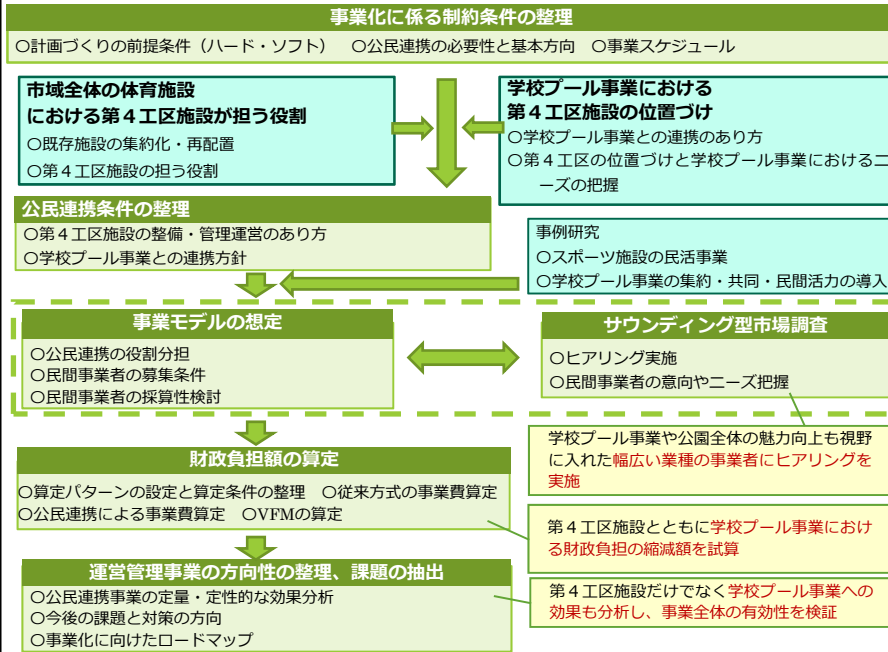 事業化に係る制約条件の整理
〇計画づくりの前提条件（ハード・ソフト）　〇公民連携の必要性と基本方向　〇事業スケジュール
市域全体の体育施設
における第４工区施設が担う役割
〇既存施設の集約化・再配置
〇第４工区施設の担う役割
学校プール事業における
第４工区施設の位置づけ
〇学校プール事業との連携のあり方
〇第４工区の位置づけと学校プール事業におけるニ
ーズの把握
公民連携条件の整理
〇第４工区施設の整備・管理運営のあり方
〇学校プール事業との連携方針
事例研究
〇スポーツ施設の民活事業
〇学校プール事業の集約・共同・民間活力の導入
事業モデルの想定
〇公民連携の役割分担
〇民間事業者の募集条件
〇民間事業者の採算性検討
サウンディング型市場調査
〇ヒアリング実施
〇民間事業者の意向やニーズ把握
学校プール事業や公園全体の魅力向上も視野
に入れた幅広い業種の事業者にヒアリングを
実施
財政負担額の算定
〇算定パターンの設定と算定条件の整理　〇従来方式の事業費算定
〇公民連携による事業費算定　〇VFMの算定
第４工区施設とともに学校プール事業におけ
る財政負担の縮減額を試算
運営管理事業の方向性の整理、課題の抽出
〇公民連携事業の定量・定性的な効果分析
〇今後の課題と対策の方向
〇事業化に向けたロードマップ
第４工区施設だけでなく学校プール事業への
効果も分析し、事業全体の有効性を検証